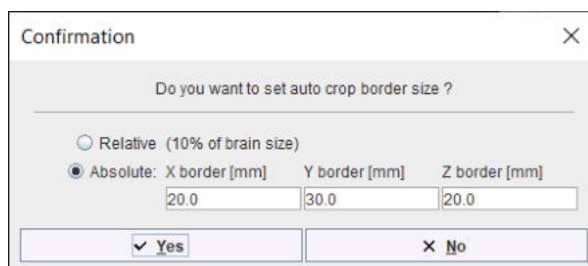 Confirmation
Do you want to set auto crop border size ?
Relative (10% of brain size)
Absolute: X border [mm] Y border [mm] Z border [mm]
20.0 30.0 20.0
Yes No